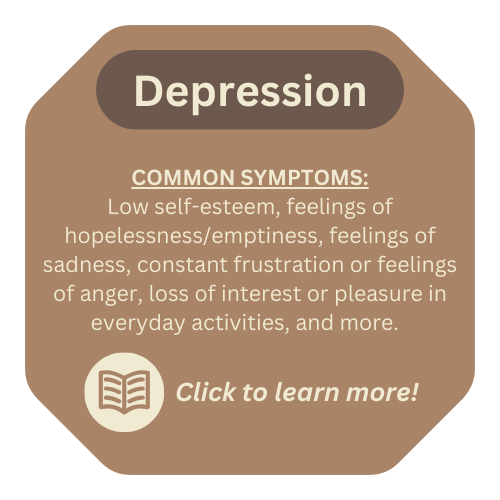 Depression
COMMON SYMPTOMS:
Low self-esteem, feelings of
hopelessness/emptiness, feelings of
sadness, constant frustration or feelings
of anger, loss of interest or pleasure in
everyday activities, and more.
Click to learn more!